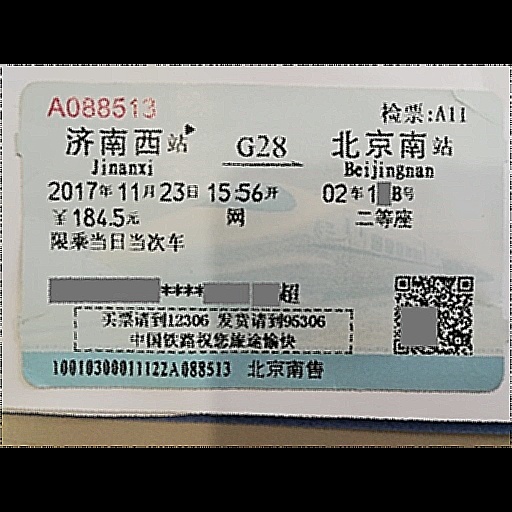 A088513
检票:A11
济南西站 G28 北京南站
Jinanxi Beijingnan
2017年11月23日 15:56开 02车1 B号
￥184.5元 网 二等座
限乘当日当次车
**** 超
买票请到12306 发货请到95306
中国铁路祝您旅途愉快
10010300011122A088513 北京南售